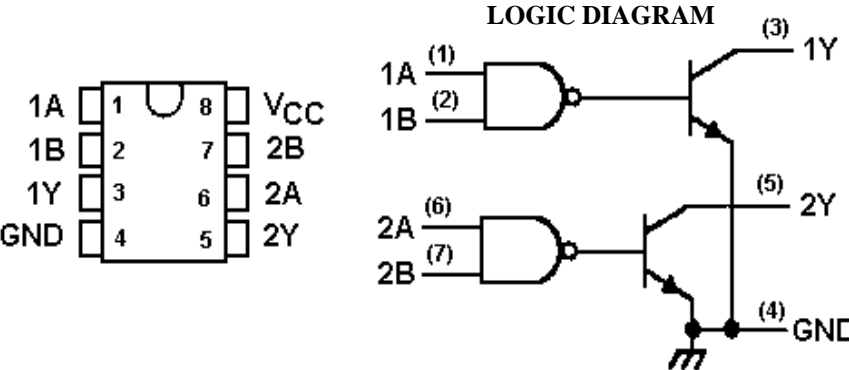 LOGIC DIAGRAM
1A 1 8 VCC
1B 2 7 2B
1Y 3 6 2A
GND 4 5 2Y
(3)
1Y
(1)
1A
(2)
1B
(5)
2Y
(6)
2A
(7)
2B
(4)
GND